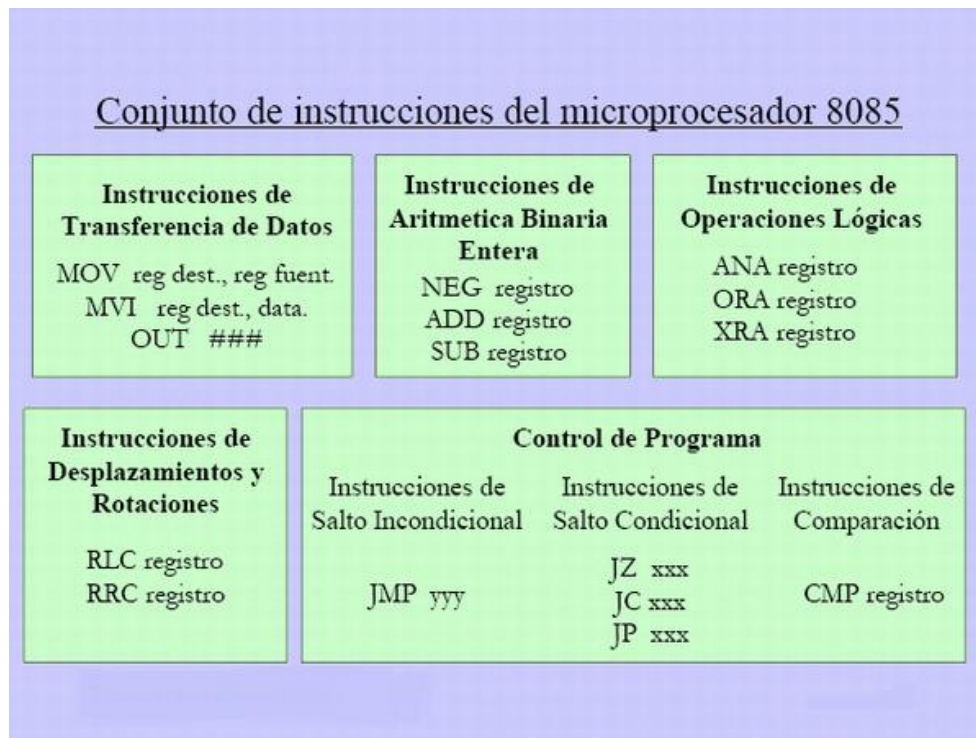 Conjunto de instrucciones del microprocesador 8085
Instrucciones de
Transferencia de Datos
MOV reg dest., reg fuent.
MVI reg dest., data.
OUT ###
Instrucciones de
Aritmetica Binaria
Entera
NEG registro
ADD registro
SUB registro
Instrucciones de
Operaciones Lógicas
ANA registro
ORA registro
XRA registro
Instrucciones de
Desplazamientos y
Rotaciones
RLC registro
RRC registro
Control de Programa
Instrucciones de
Salto Incondicional
JMP yyy
Instrucciones de
Salto Condicional
JZ xxx
JC xxx
JP xxx
Instrucciones de
Comparación
CMP registro